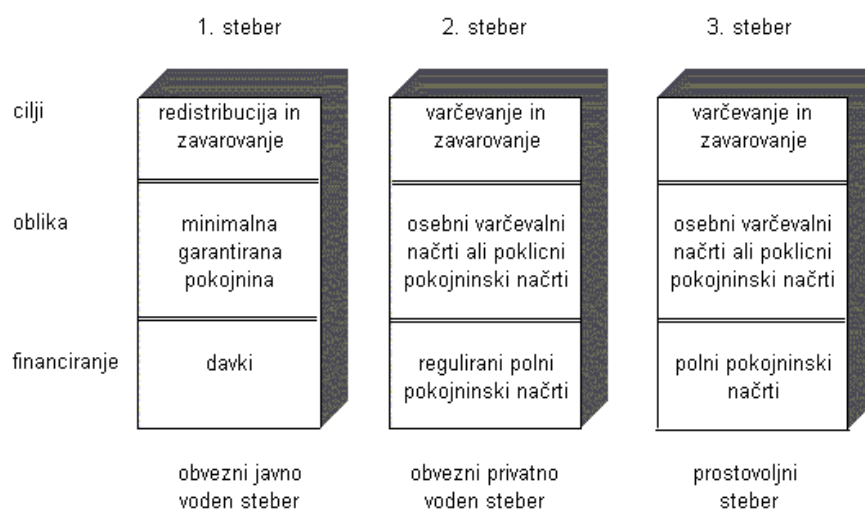 1. steber
2. steber
3. steber
cilji
redistribucija in
zavarovanje
varčevanje in
zavarovanje
varčevanje in
zavarovanje
oblika
minimalna
garantirana
pokojnina
osebni varčevalni
načrti ali poklicni
pokojninski načrti
osebni varčevalni
načrti ali poklicni
pokojninski načrti
financiranje
davki
regulirani polni
pokojninski načrti
polni pokojninski
načrti
obvezni javno
voden steber
obvezni privatno
voden steber
prostovoljni
steber